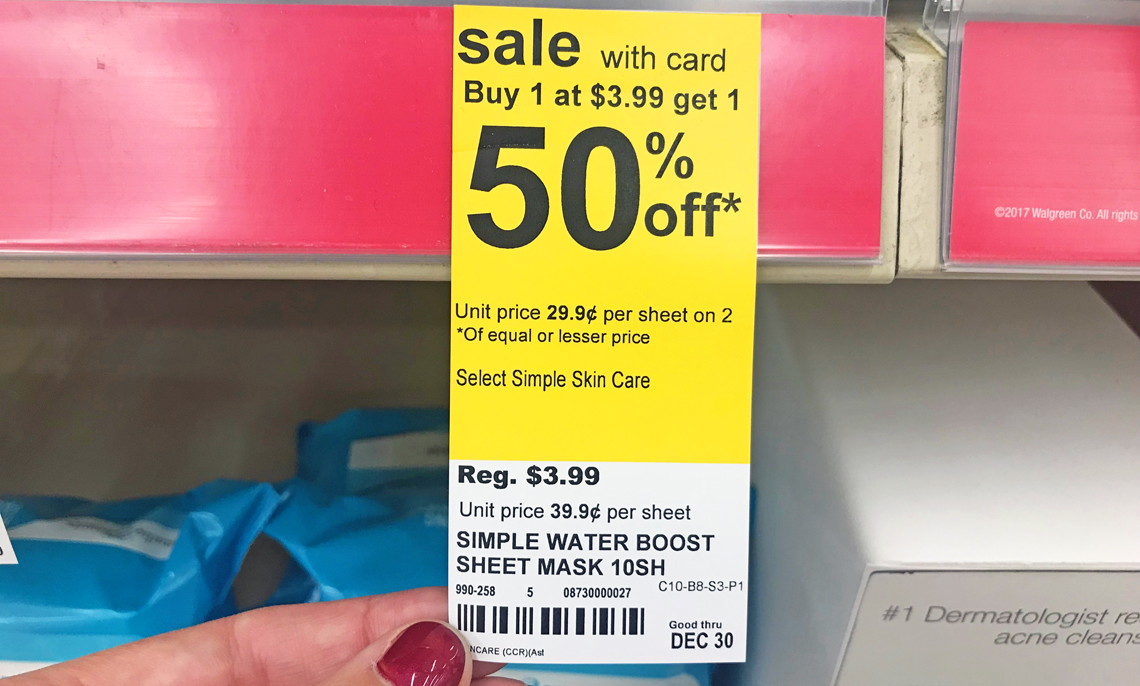 sale with card
Buy 1 at $3.99 get 1
50% off*
Unit price 29.9¢ per sheet on 2
*Of equal or lesser price
Select Simple Skin Care
Reg. $3.99
Unit price 39.9¢ per sheet
SIMPLE WATER BOOST
SHEET MASK 10SH
C10-B8-S3-P1
990-258 5 08730000027
Good thru
DEC 30
NCARE (CCR)(Ast
©2017 Walgreen Co. All rights
#1 Dermatologist re
acne cleans